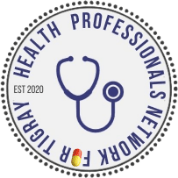 HEALTH PROFESSIONALS NETWORK FOR TIGRAY
EST 2020